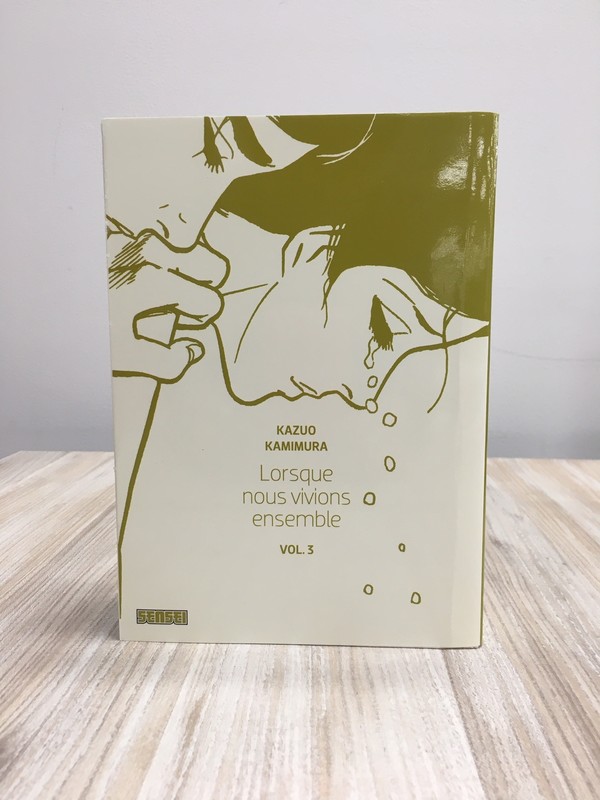 KAZUO
KAMIMURA
Lorsque
nous vivions
ensemble
VOL. 3
SENSEI